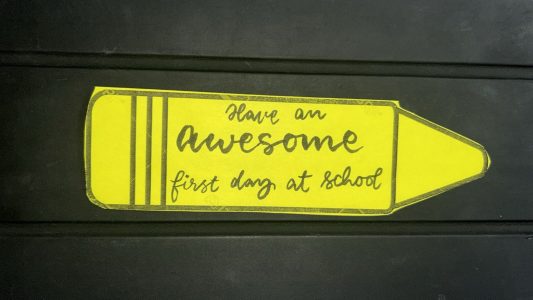 Have an
awesome
first day at school